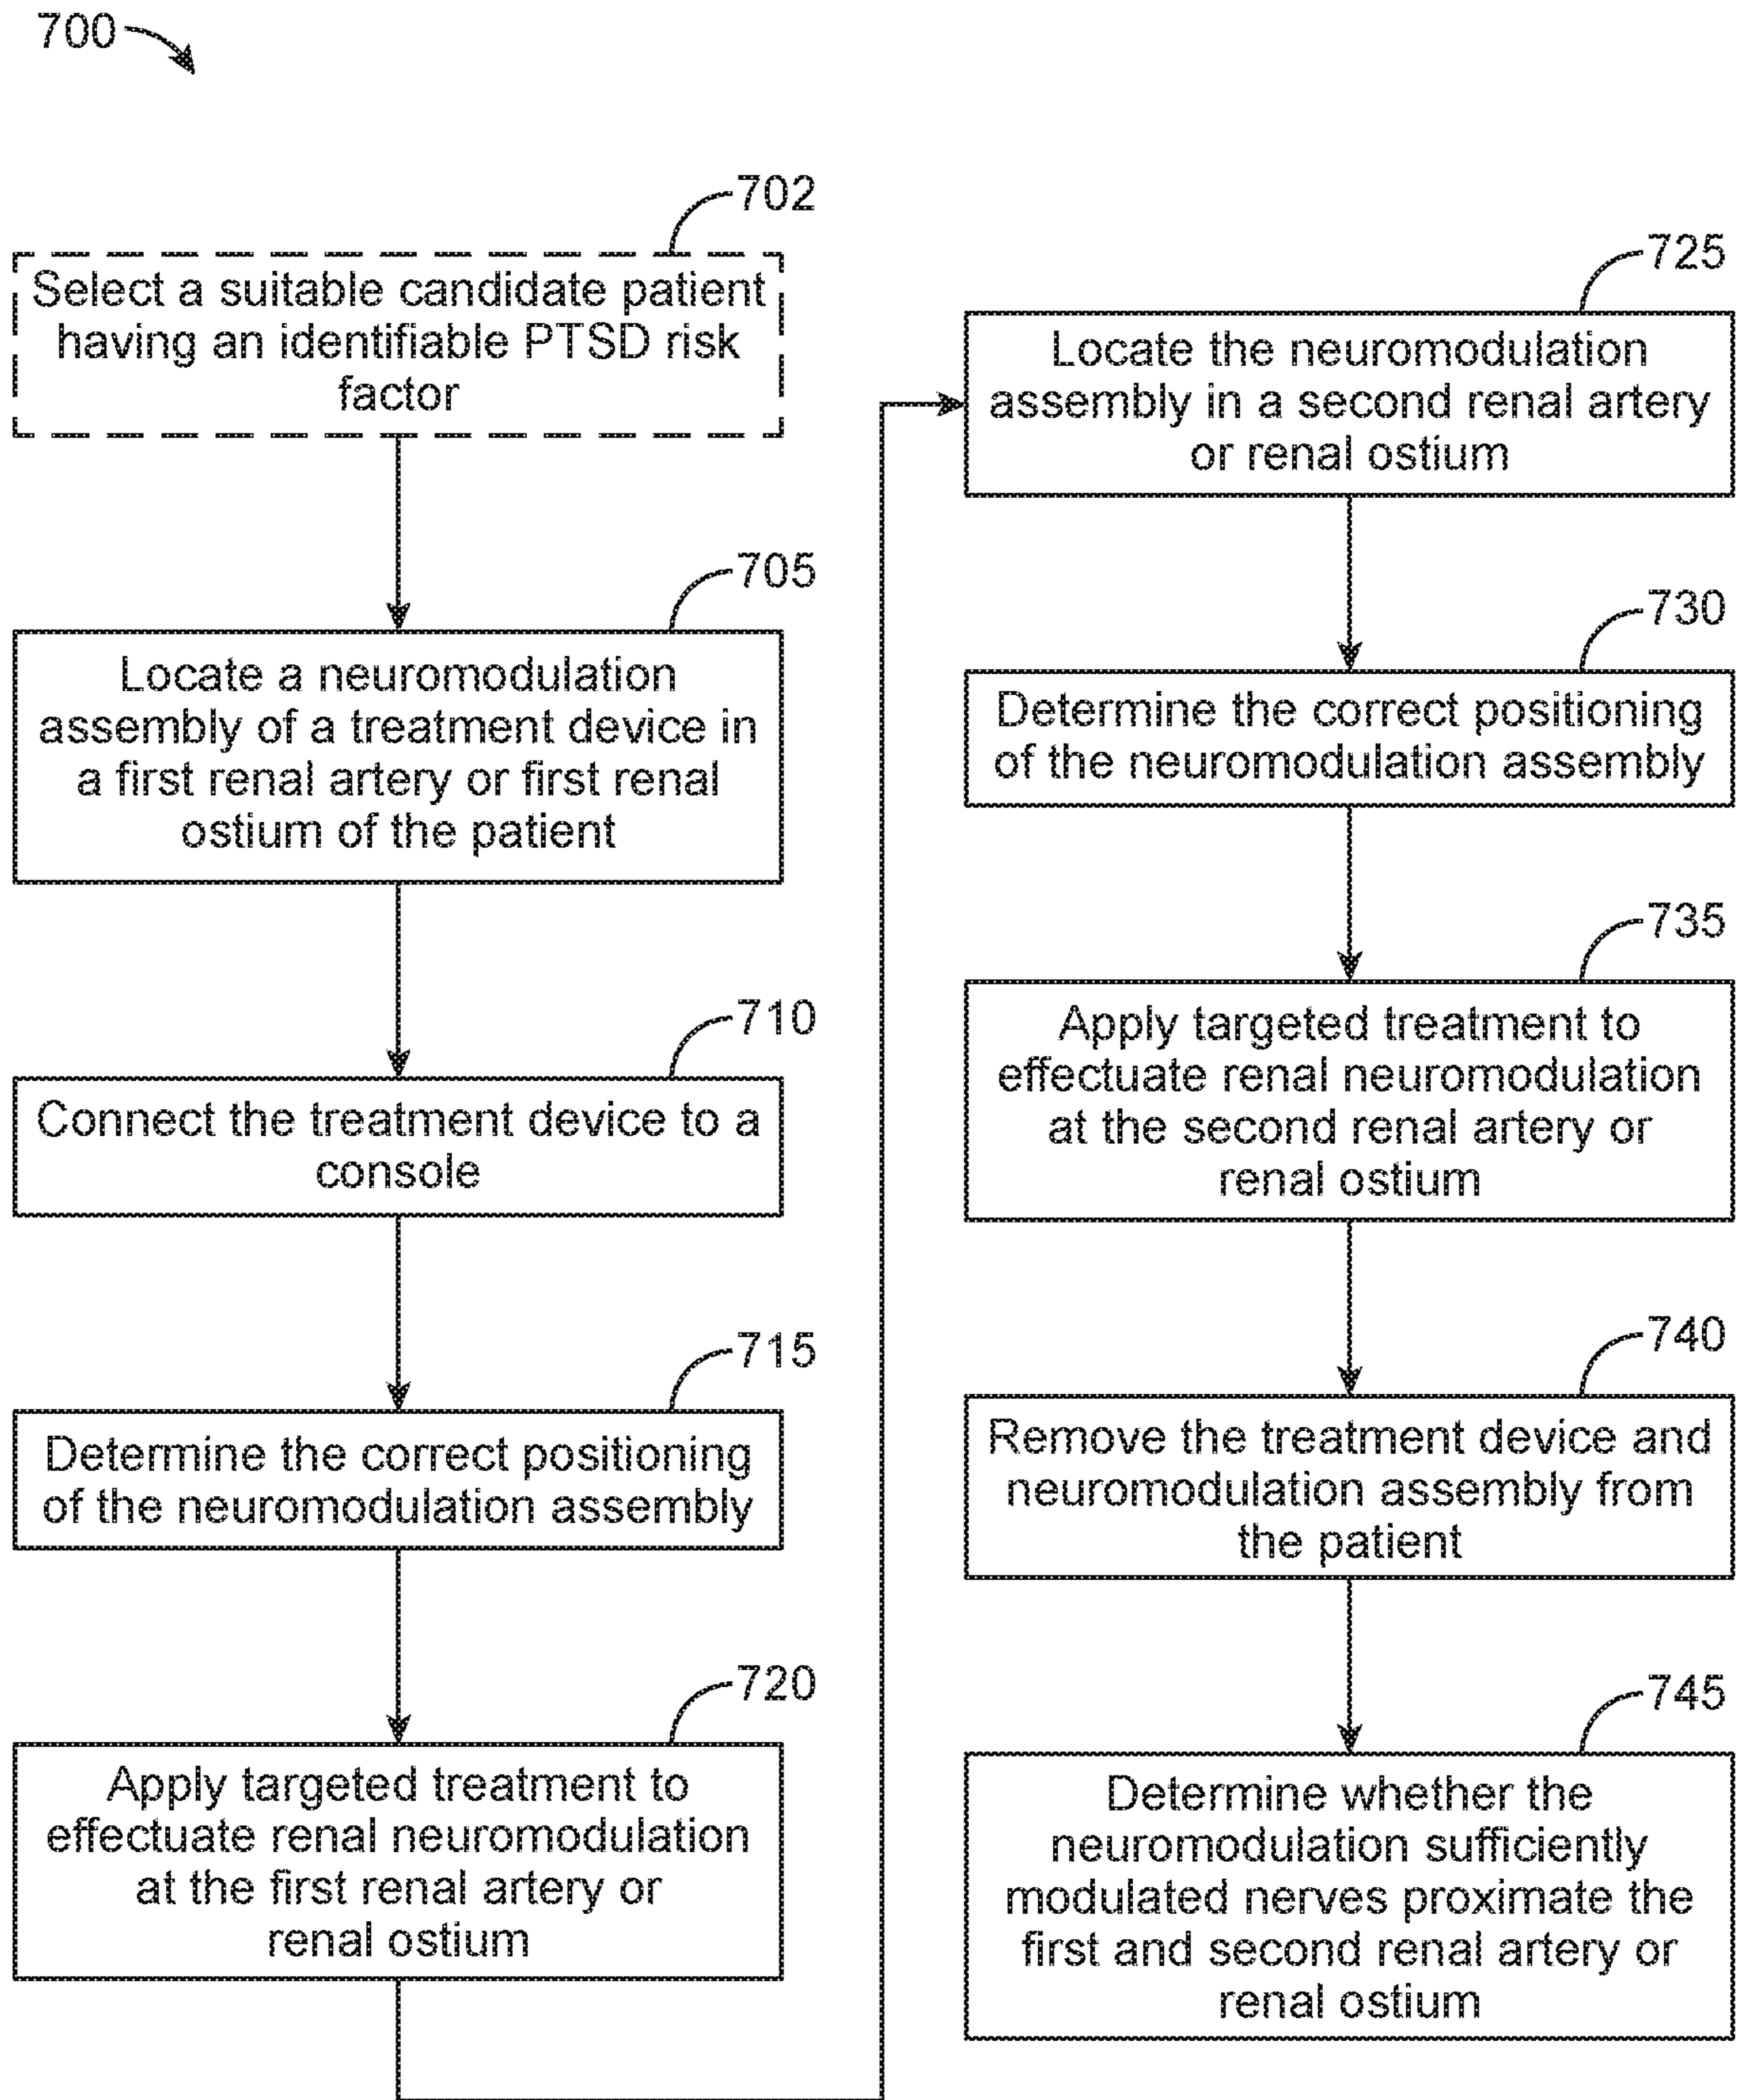 700
702
Select a suitable candidate patient
having an identifiable PTSD risk
factor
705
Locate a neuromodulation
assembly of a treatment device in
a first renal artery or first renal
ostium of the patient
710
Connect the treatment device to a
console
715
Determine the correct positioning
of the neuromodulation assembly
720
Apply targeted treatment to
effectuate renal neuromodulation
at the first renal artery or
renal ostium
725
Locate the neuromodulation
assembly in a second renal artery
or renal ostium
730
Determine the correct positioning
of the neuromodulation assembly
735
Apply targeted treatment to
effectuate renal neuromodulation
at the second renal artery or
renal ostium
740
Remove the treatment device and
neuromodulation assembly from
the patient
745
Determine whether the
neuromodulation sufficiently
modulated nerves proximate the
first and second renal artery or
renal ostium